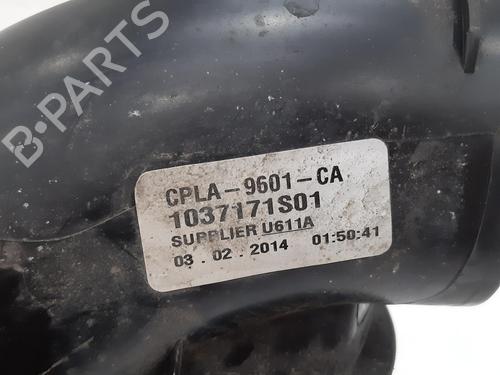 B-PARTS
CPLA-9601-CA
1037171S01
SUPPLIER U611A
03.02.2014 01:50:41